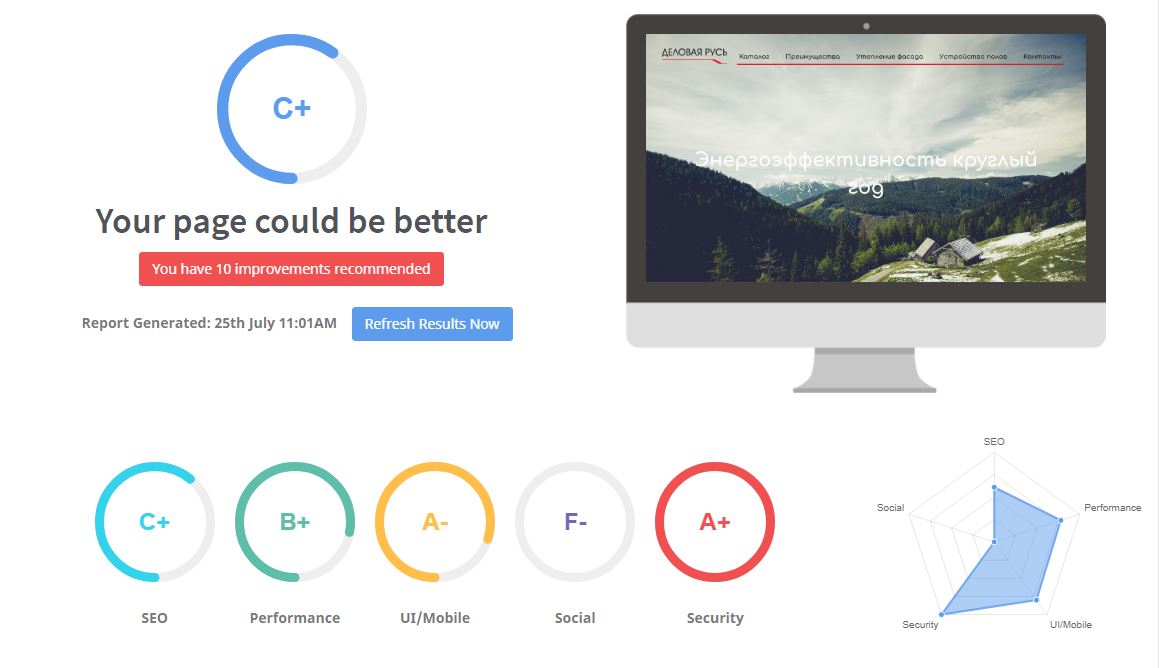 C+
Your page could be better
You have 10 improvements recommended
Report Generated: 25th July 11:01AM
Refresh Results Now
ДЕЛОВАЯ РУСЬ
Каталог Преимущества Утепление фасада Устройство полов Контакты
Энергоэффективность круглый
год
C+
B+
A-
F-
A+
SEO
Performance
UI/Mobile
Social
Security
SEO
Performance
UI/Mobile
Security
Social